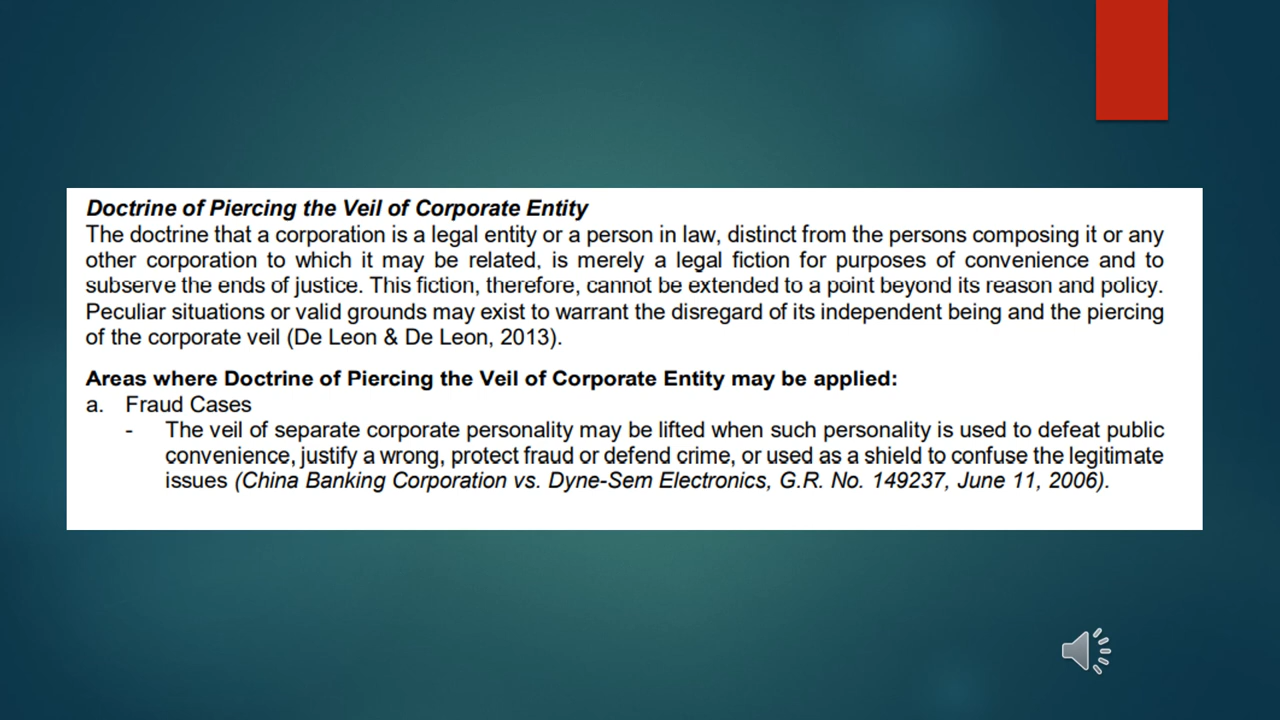 Doctrine of Piercing the Veil of Corporate Entity
The doctrine that a corporation is a legal entity or a person in law, distinct from the persons composing it or any
other corporation to which it may be related, is merely a legal fiction for purposes of convenience and to
subserve the ends of justice. This fiction, therefore, cannot be extended to a point beyond its reason and policy.
Peculiar situations or valid grounds may exist to warrant the disregard of its independent being and the piercing
of the corporate veil (De Leon & De Leon, 2013).
Areas where Doctrine of Piercing the Veil of Corporate Entity may be applied:
a. Fraud Cases
- The veil of separate corporate personality may be lifted when such personality is used to defeat public
convenience, justify a wrong, protect fraud or defend crime, or used as a shield to confuse the legitimate
issues (China Banking Corporation vs. Dyne-Sem Electronics, G.R. No. 149237, June 11, 2006).